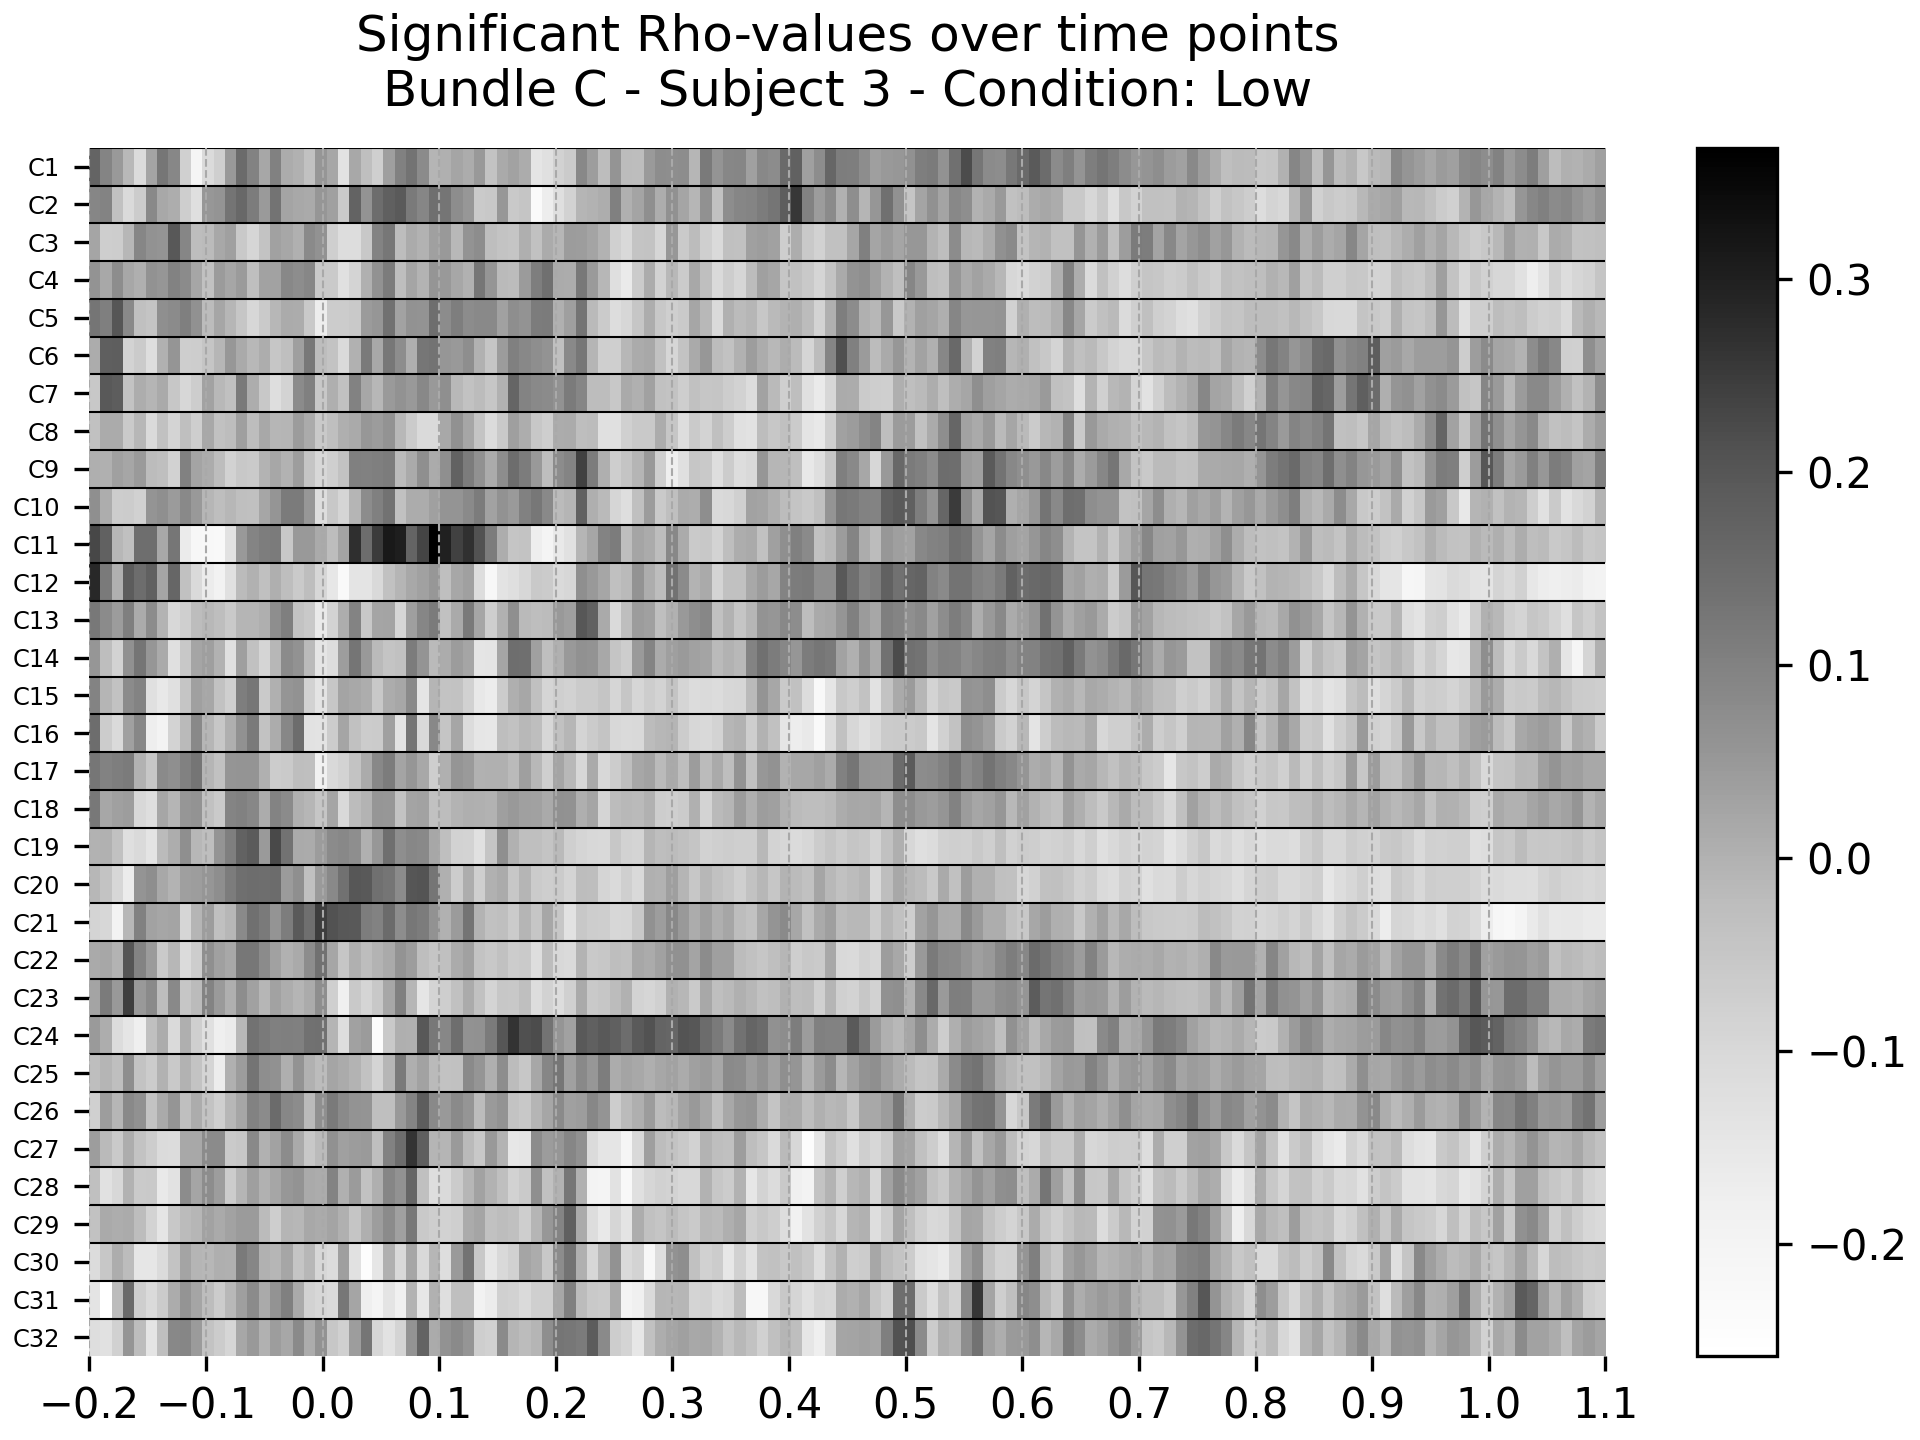 Significant Rho-values over time points
Bundle C - Subject 3 - Condition: Low
C1
C2
C3
C4
C5
C6
C7
C8
C9
C10
C11
C12
C13
C14
C15
C16
C17
C18
C19
C20
C21
C22
C23
C24
C25
C26
C27
C28
C29
C30
C31
C32
−0.2 −0.1 0.0 0.1 0.2 0.3 0.4 0.5 0.6 0.7 0.8 0.9 1.0 1.1
0.3
0.2
0.1
0.0
−0.1
−0.2